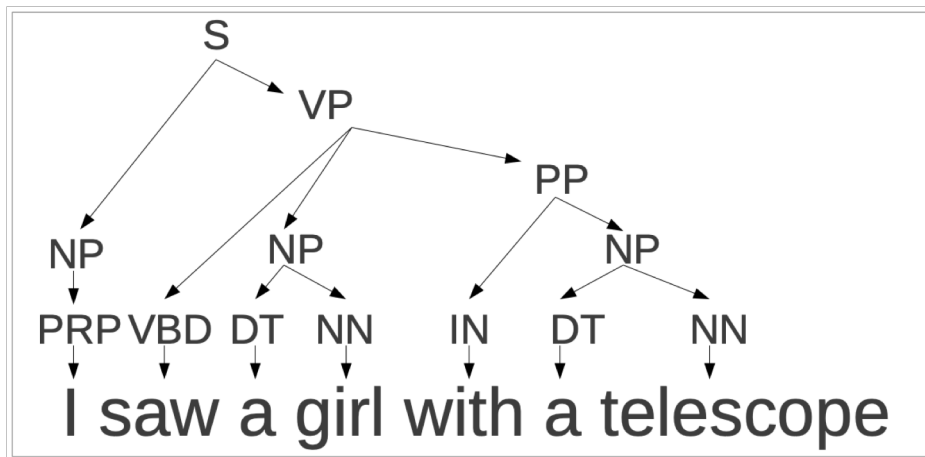 S
VP
PP
NP NP NP
PRP VBD DT NN IN DT NN
I saw a girl with a telescope